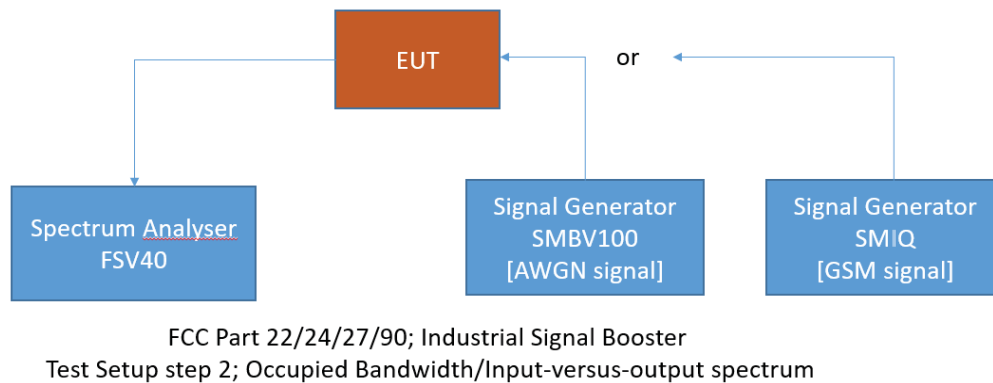 EUT
or
Spectrum Analyser
FSV40
Signal Generator
SMBV100
[AWGN signal]
Signal Generator
SMIQ
[GSM signal]
FCC Part 22/24/27/90; Industrial Signal Booster
Test Setup step 2; Occupied Bandwidth/Input-versus-output spectrum